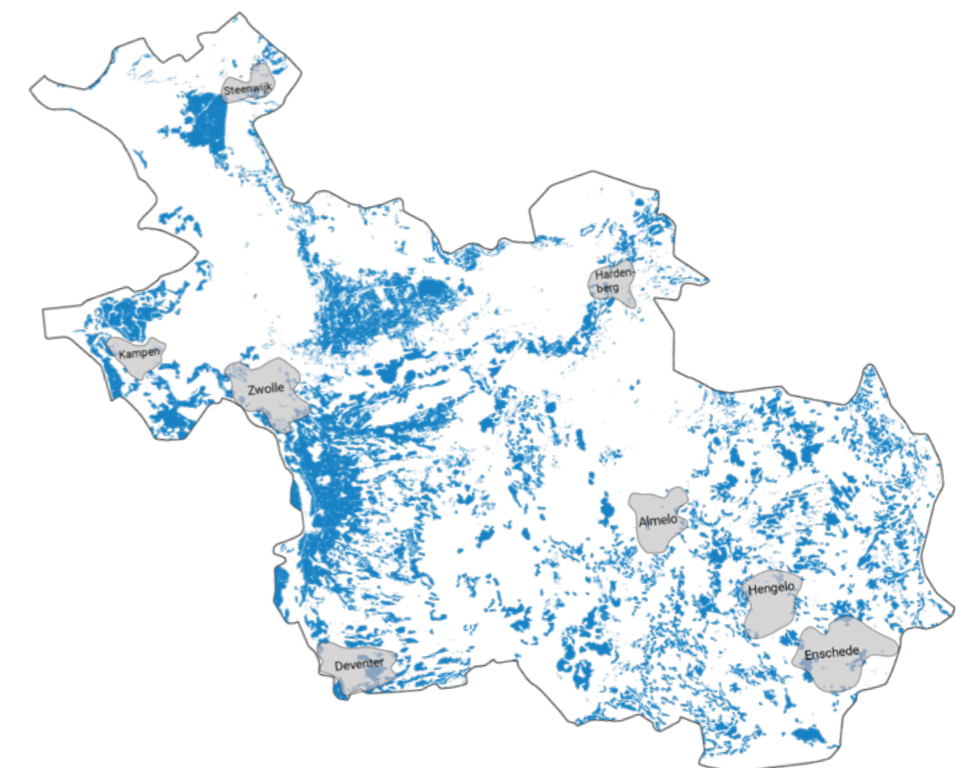 Steenwijk
Harden-
berg
Kampen
Zwolle
Almelo
Hengelo
Enschede
Deventer